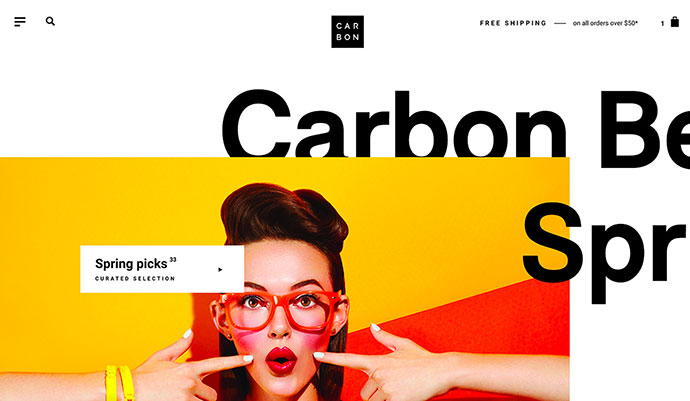 CAR
BON
FREE SHIPPING — on all orders over $50*
1
Carbon Be
Spr
Spring picks 33
CURATED SELECTION